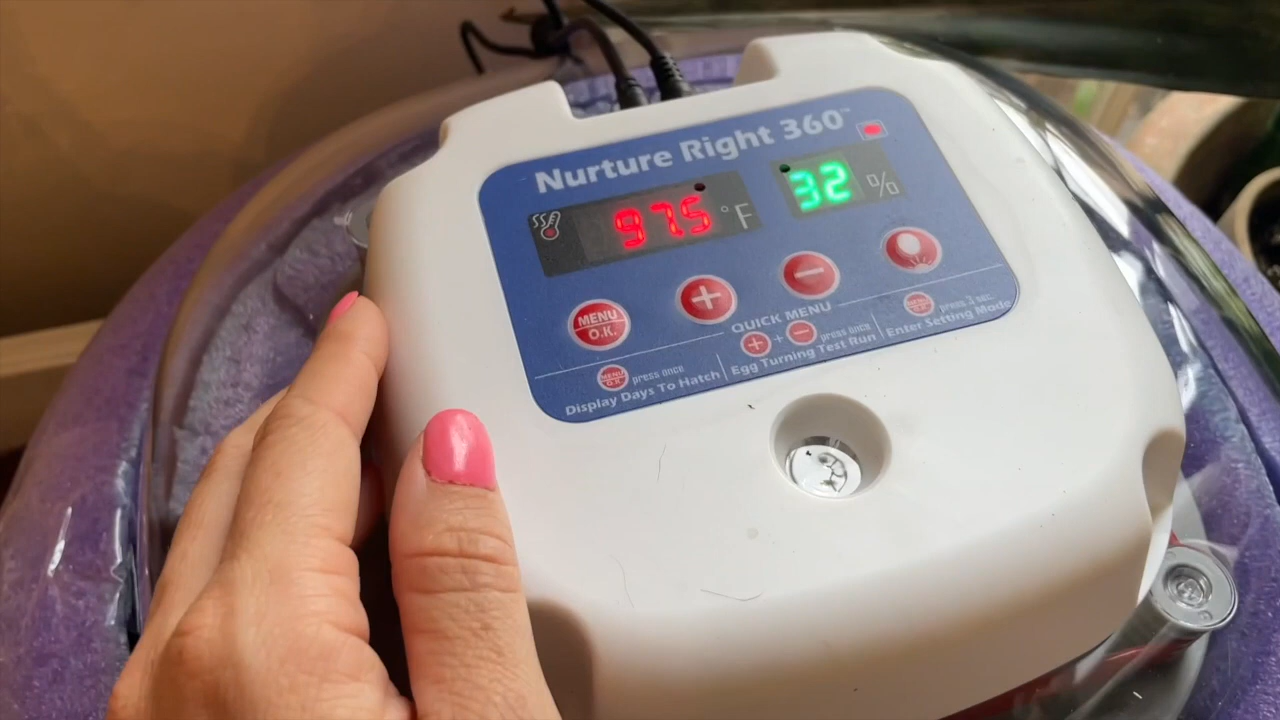 Nurture Right 360™
97.5 °F
32 %
MENU
O.K.
+
−
QUICK MENU
MENU
O.K. press once
Display Days To Hatch
+ + − press once
Egg Turning Test Run
MENU
O.K. press 3 sec.
Enter Setting Mode